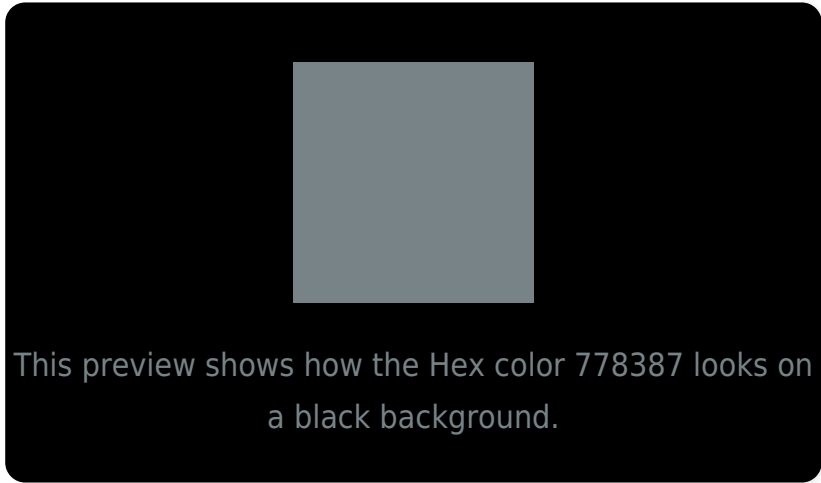 This preview shows how the Hex color 778387 looks on
a black background.